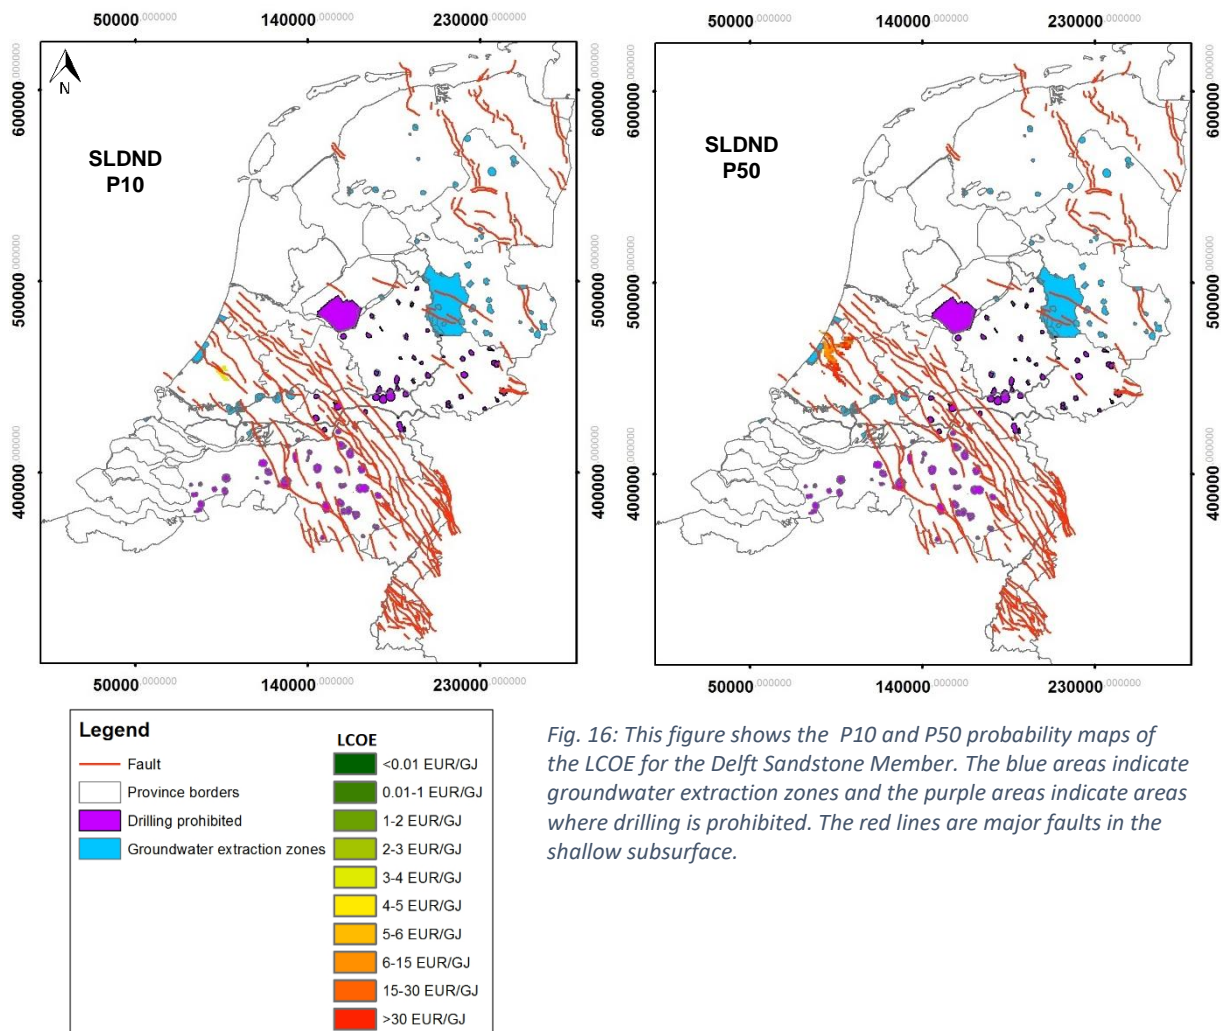 50000,000000 140000,000000 230000,000000
50000,000000 140000,000000 230000,000000
N
600000,000000
500000,000000
400000,000000
SLDND
P10
600000,000000
500000,000000
400000,000000
SLDND
P50
600000,000000
500000,000000
400000,000000
50000,000000 140000,000000 230000,000000
50000,000000 140000,000000 230000,000000
Legend
Fault
Province borders
Drilling prohibited
Groundwater extraction zones
LCOE
<0.01 EUR/GJ
0.01-1 EUR/GJ
1-2 EUR/GJ
2-3 EUR/GJ
3-4 EUR/GJ
4-5 EUR/GJ
5-6 EUR/GJ
6-15 EUR/GJ
15-30 EUR/GJ
>30 EUR/GJ
Fig. 16: This figure shows the P10 and P50 probability maps of
the LCOE for the Delft Sandstone Member. The blue areas indicate
groundwater extraction zones and the purple areas indicate areas
where drilling is prohibited. The red lines are major faults in the
shallow subsurface.